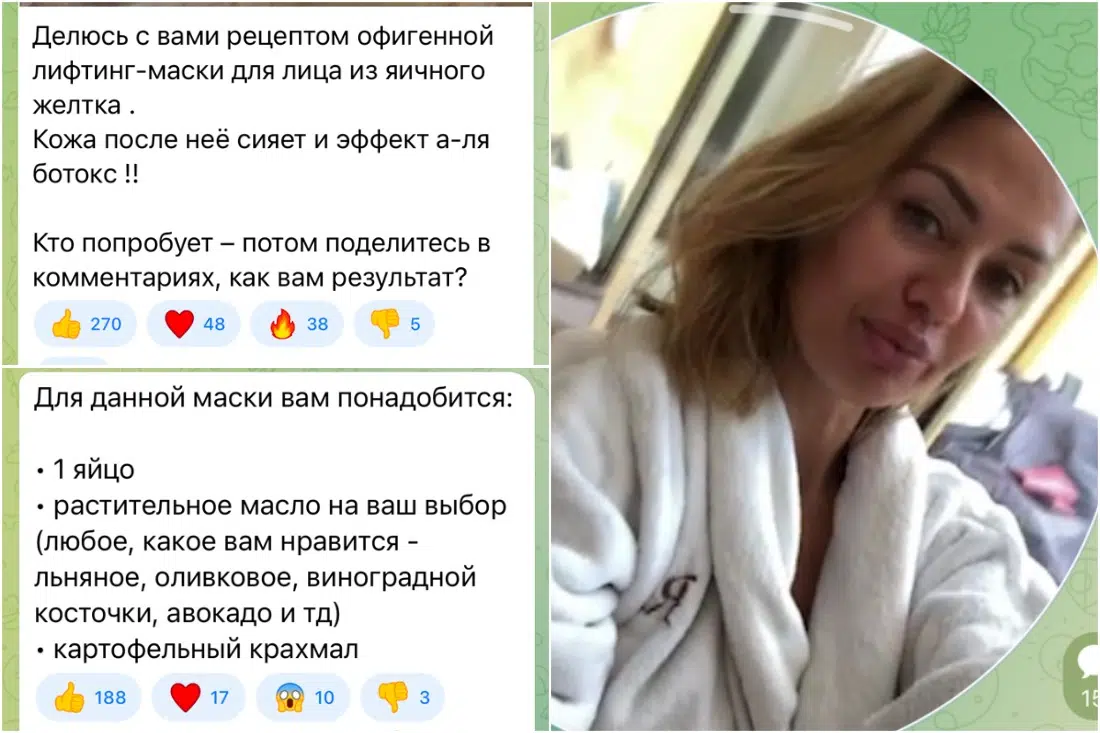 Делюсь с вами рецептом офигенной
лифтинг-маски для лица из яичного
желтка .
Кожа после неё сияет и эффект а-ля
ботокс !!
Кто попробует – потом поделитесь в
комментариях, как вам результат?
270 48 38 5
Для данной маски вам понадобится:
• 1 яйцо
• растительное масло на ваш выбор
(любое, какое вам нравится -
льняное, оливковое, виноградной
косточки, авокадо и тд)
• картофельный крахмал
188 17 10 3